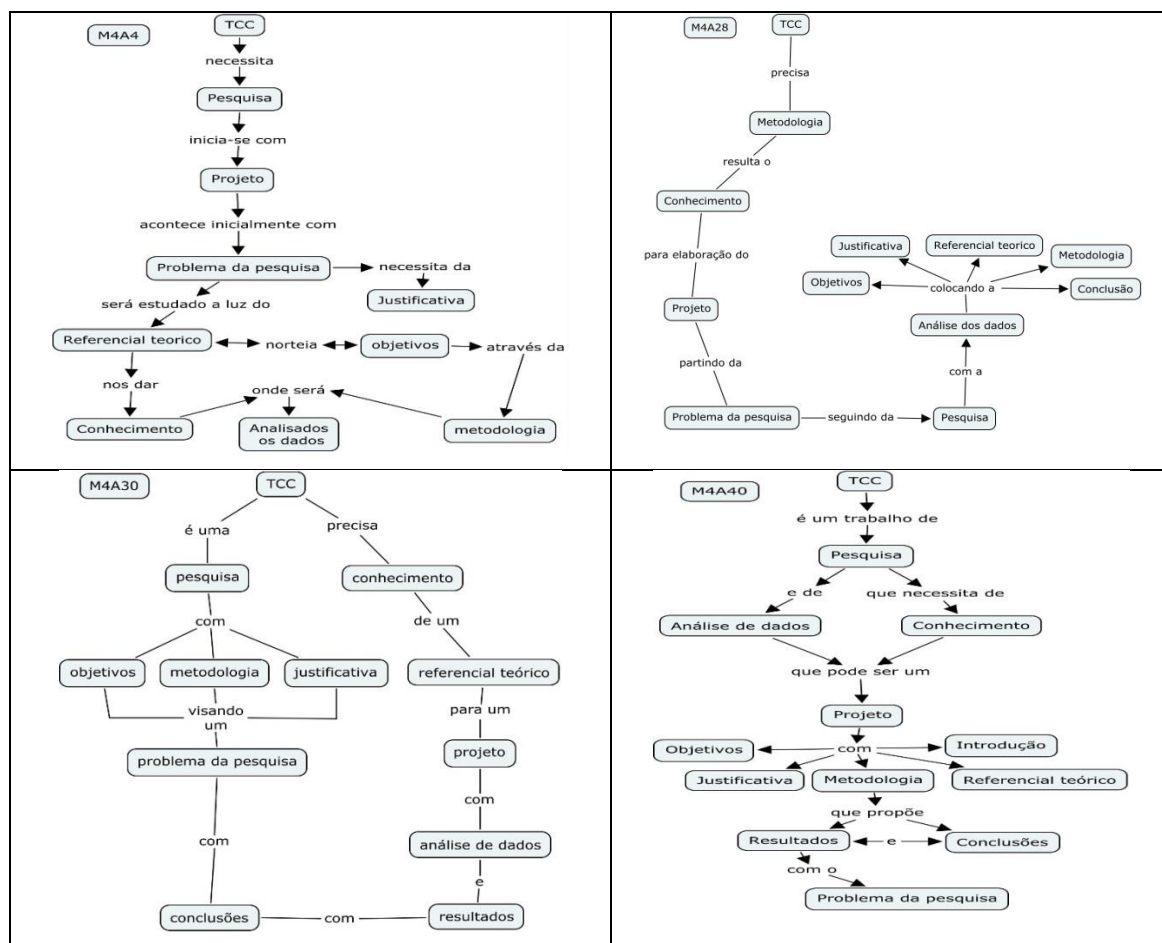 M4A4
TCC
necessita
Pesquisa
inicia-se com
Projeto
acontece inicialmente com
Problema da pesquisa
necessita da
Justificativa
será estudado a luz do
Referencial teorico
norteia
objetivos
através da
nos dar
onde será
Conhecimento
Analisados
os dados
metodologia
M4A28
TCC
precisa
Metodologia
resulta o
Conhecimento
para elaboração do
Projeto
partindo da
Problema da pesquisa
seguindo da
Pesquisa
com a
Análise dos dados
colocando a
Objetivos
Justificativa
Referencial teorico
Metodologia
Conclusão
M4A30
TCC
é uma
precisa
pesquisa
conhecimento
com
de um
objetivos
metodologia
justificativa
referencial teórico
visando
um
para um
problema da pesquisa
projeto
com
com
análise de dados
e
conclusões
com
resultados
M4A40
TCC
é um trabalho de
Pesquisa
e de
que necessita de
Análise de dados
Conhecimento
que pode ser um
Projeto
Objetivos
com
Introdução
Justificativa
Metodologia
Referencial teórico
que propõe
Resultados
e
Conclusões
com o
Problema da pesquisa